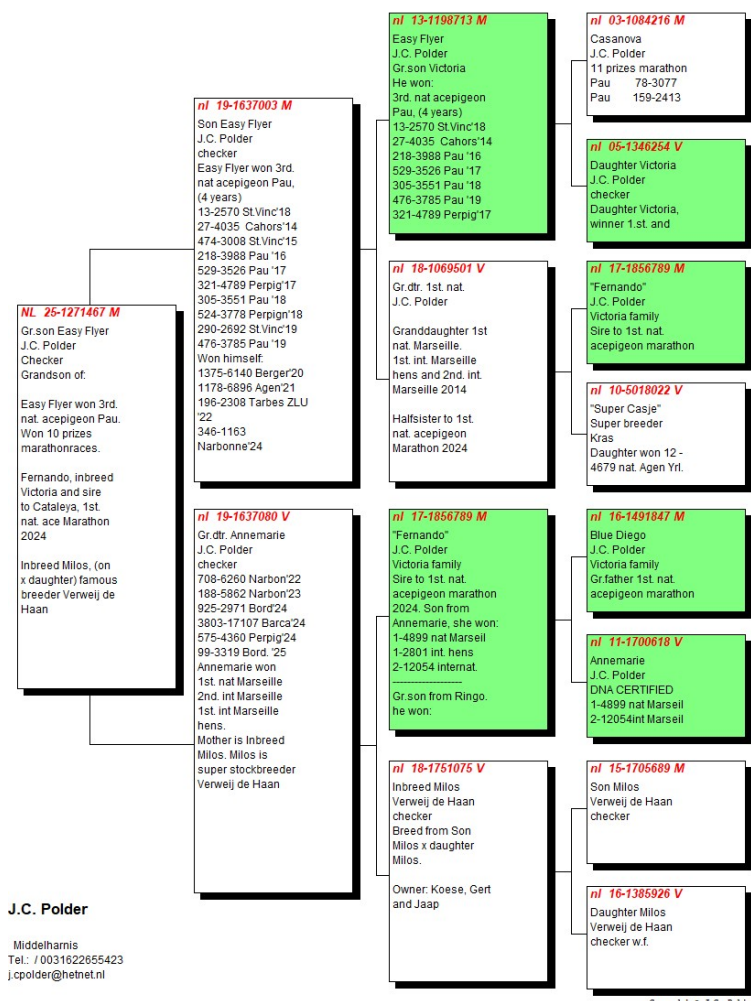 NL 25-1271467 M
Gr.son Easy Flyer
J.C. Polder
Checker
Grandson of:
Easy Flyer won 3rd.
nat. acepigeon Pau.
Won 10 prizes
marathonraces.
Fernando, inbreed
Victoria and sire
to Cataleya, 1st.
nat. ace Marathon
2024
Inbreed Milos, (on
x daughter) famous
breeder Verweij de
Haan
nl 19-1637003 M
Son Easy Flyer
J.C. Polder
checker
Easy Flyer won 3rd.
nat acepigeon Pau,
(4 years)
13-2570 St.Vinc'18
27-4035 Cahors'14
474-3008 St.Vinc'15
218-3988 Pau '16
529-3526 Pau '17
321-4789 Perpig'17
305-3551 Pau '18
524-3778 Perpign'18
290-2692 St.Vinc'19
476-3785 Pau '19
Won himself:
1375-6140 Berger'20
1178-6896 Agen'21
196-2308 Tarbes ZLU
'22
346-1163
Narbonne'24
nl 19-1637080 V
Gr.dtr. Annemarie
J.C. Polder
checker
708-6260 Narbon'22
188-5862 Narbon'23
925-2971 Bord'24
3803-17107 Barca'24
575-4360 Perpig'24
99-3319 Bord. '25
Annemarie won
1st. nat Marseille
2nd. int Marseille
1st. int Marseille
hens.
Mother is Inbreed
Milos. Milos is
super stockbreeder
Verweij de Haan
nl 13-1198713 M
Easy Flyer
J.C. Polder
Gr.son Victoria
He won:
3rd. nat acepigeon
Pau, (4 years)
13-2570 St.Vinc'18
27-4035 Cahors'14
218-3988 Pau '16
529-3526 Pau '17
305-3551 Pau '18
476-3785 Pau '19
321-4789 Perpig'17
nl 18-1069501 V
Gr.dtr. 1st. nat.
J.C. Polder
Granddaughter 1st
nat. Marseille.
1st. int. Marseille
hens and 2nd. int.
Marseille 2014
Halfsister to 1st.
nat. acepigeon
Marathon 2024
nl 17-1856789 M
"Fernando"
J.C. Polder
Victoria family
Sire to 1st. nat.
acepigeon marathon
2024. Son from
Annemarie, she won:
1-4899 nat Marseil
1-2801 int. hens
2-12054 internat.
--------------------
Gr.son from Ringo.
he won:
nl 18-1751075 V
Inbreed Milos
Verweij de Haan
checker
Breed from Son
Milos x daughter
Milos.
Owner: Koese, Gert
and Jaap
nl 03-1084216 M
Casanova
J.C. Polder
11 prizes marathon
Pau 78-3077
Pau 159-2413
nl 05-1346254 V
Daughter Victoria
J.C. Polder
checker
Daughter Victoria,
winner 1.st. and
nl 17-1856789 M
"Fernando"
J.C. Polder
Victoria family
Sire to 1st. nat.
acepigeon marathon
nl 10-5018022 V
"Super Casje"
Super breeder
Kras
Daughter won 12 -
4679 nat. Agen Yrl.
nl 16-1491847 M
Blue Diego
J.C. Polder
Victoria family
Gr.father 1st. nat.
acepigeon marathon
nl 11-1700618 V
Annemarie
J.C. Polder
DNA CERTIFIED
1-4899 nat Marseil
2-12054int Marseil
nl 15-1705689 M
Son Milos
Verweij de Haan
checker
nl 16-1385926 V
Daughter Milos
Verweij de Haan
checker w.f.
J.C. Polder
Middelharnis
Tel.: / 0031622655423
j.cpolder@hetnet.nl